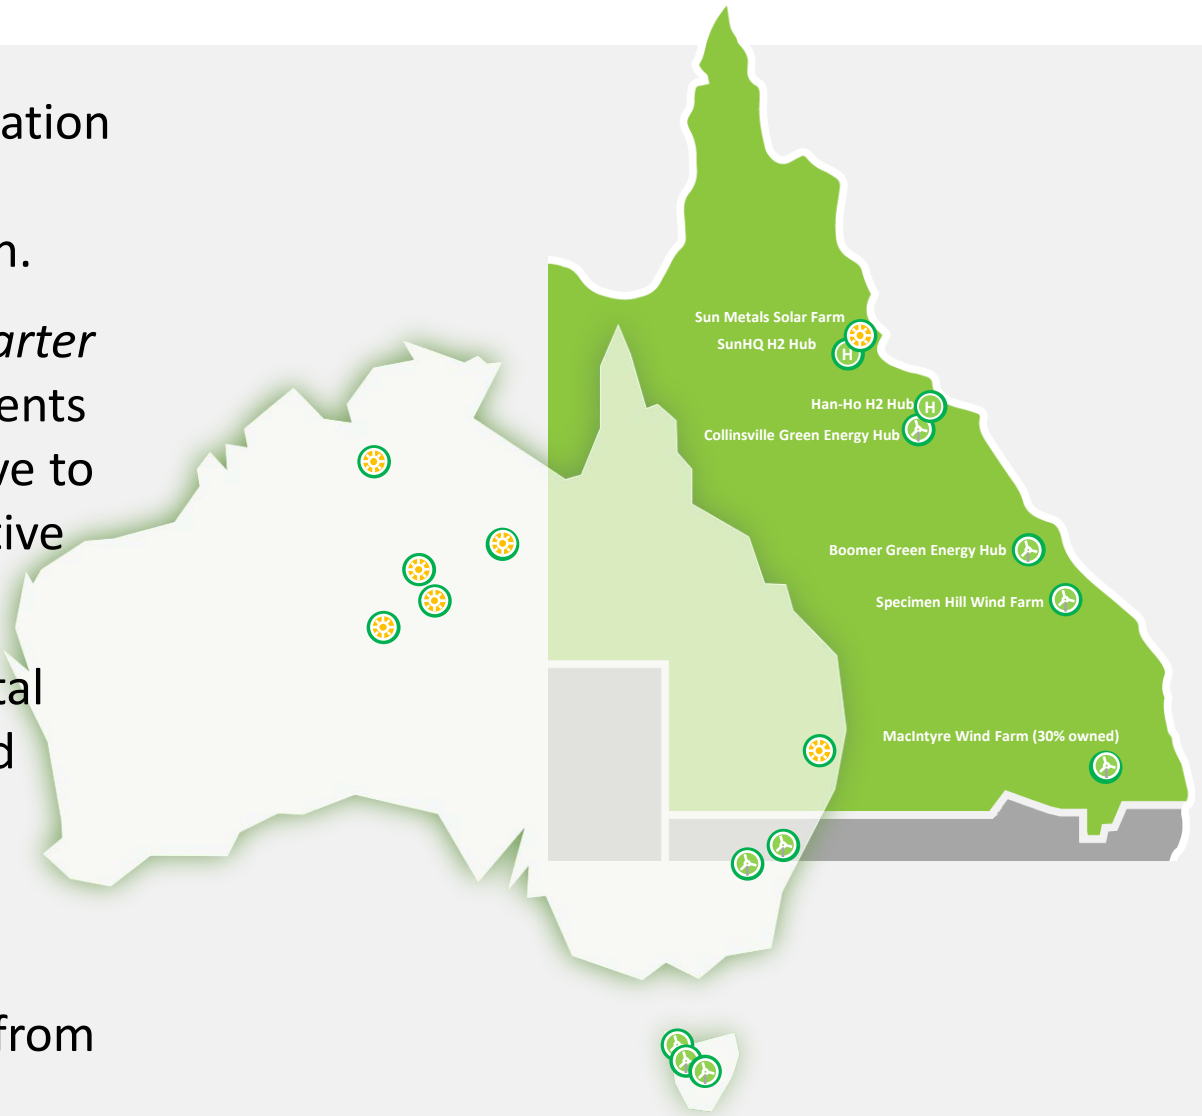 ation
n.
arter
ents
ve to
tive
tal
d
from
Sun Metals Solar Farm
SunHQ H2 Hub
H
Han-Ho H2 Hub
H
Collinsville Green Energy Hub
Boomer Green Energy Hub
Specimen Hill Wind Farm
MacIntyre Wind Farm (30% owned)